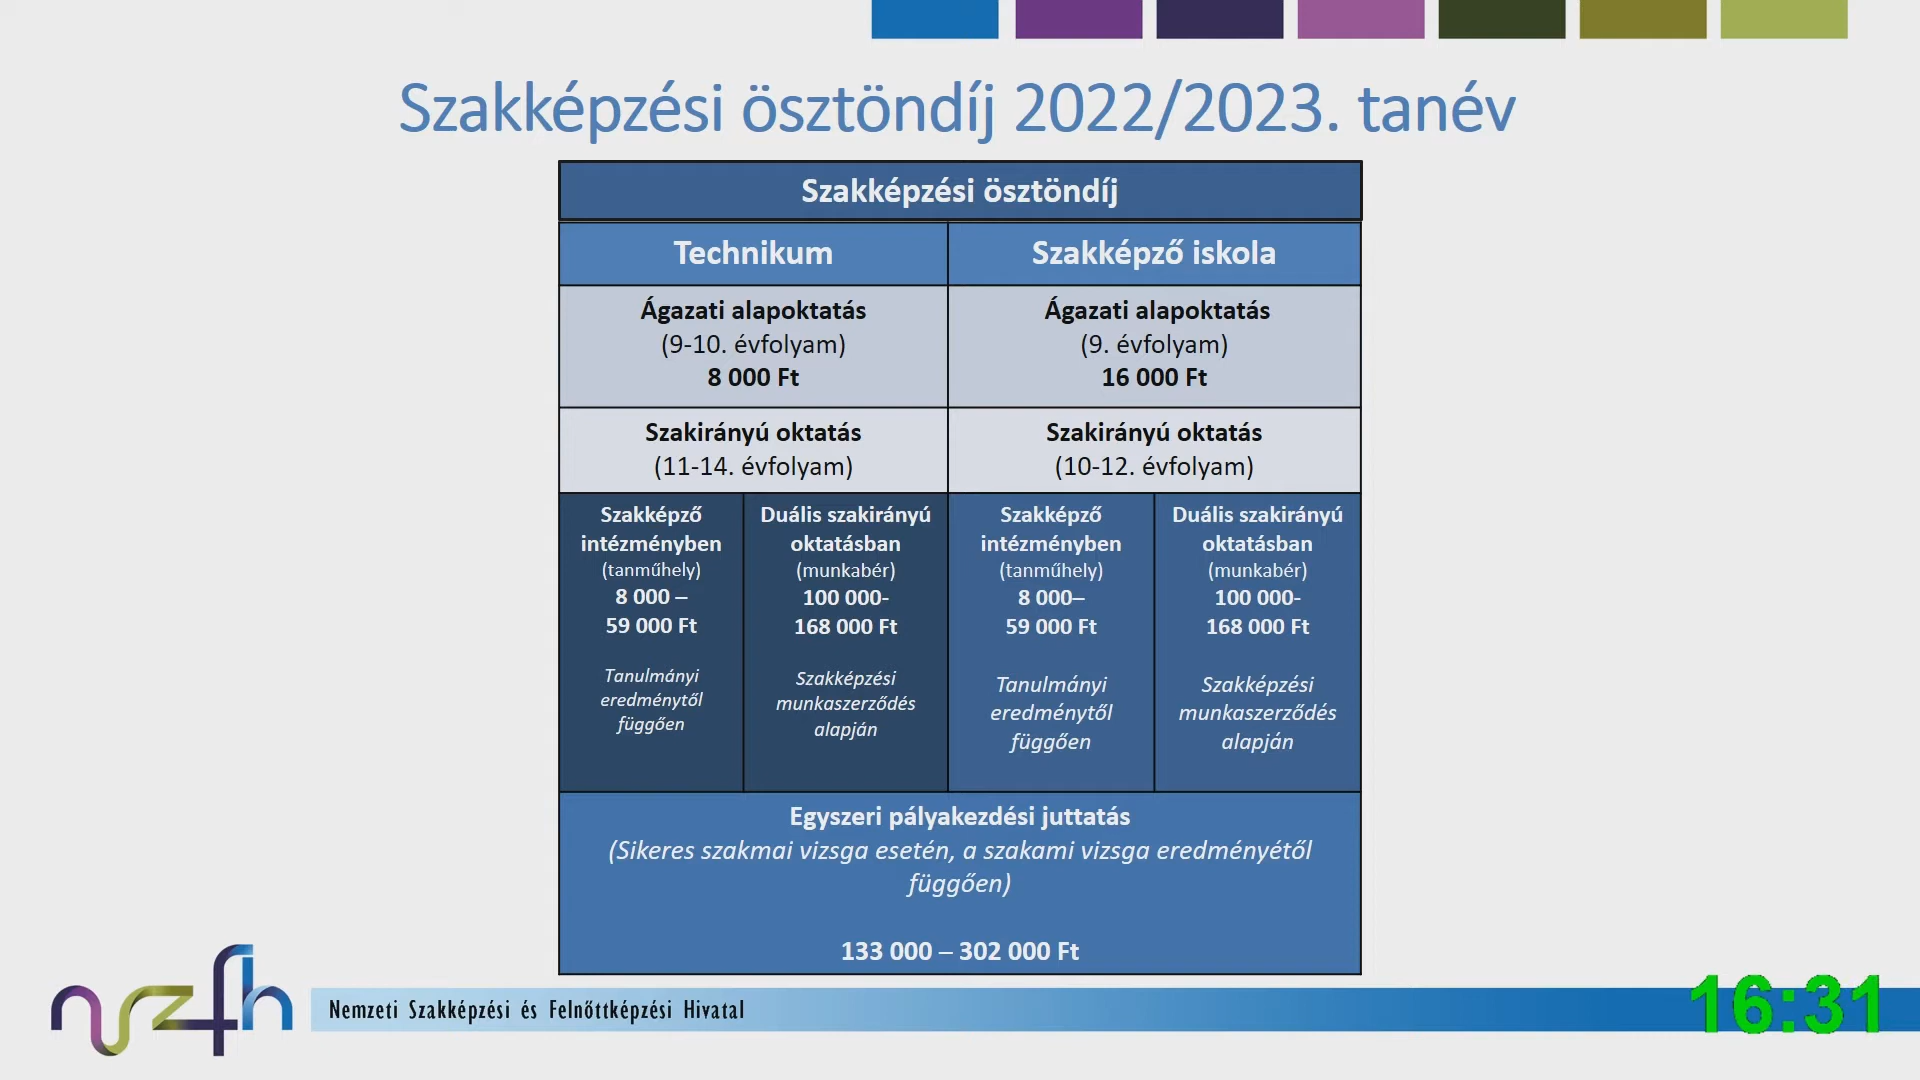 Szakképzési ösztöndíj 2022/2023. tanév
Szakképzési ösztöndíj
Technikum
Szakképző iskola
Ágazati alapoktatás
(9-10. évfolyam)
8 000 Ft
Ágazati alapoktatás
(9. évfolyam)
16 000 Ft
Szakirányú oktatás
(11-14. évfolyam)
Szakirányú oktatás
(10-12. évfolyam)
Szakképző
intézményben
(tanműhely)
8 000 –
59 000 Ft
Tanulmányi
eredménytől
függően
Duális szakirányú
oktatásban
(munkabér)
100 000-
168 000 Ft
Szakképzési
munkaszerződés
alapján
Szakképző
intézményben
(tanműhely)
8 000–
59 000 Ft
Tanulmányi
eredménytől
függően
Duális szakirányú
oktatásban
(munkabér)
100 000-
168 000 Ft
Szakképzési
munkaszerződés
alapján
Egyszeri pályakezdési juttatás
(Sikeres szakmai vizsga esetén, a szakami vizsga eredményétől
függően)
133 000 – 302 000 Ft
nszfh
Nemzeti Szakképzési és Felnőttképzési Hivatal
16:31